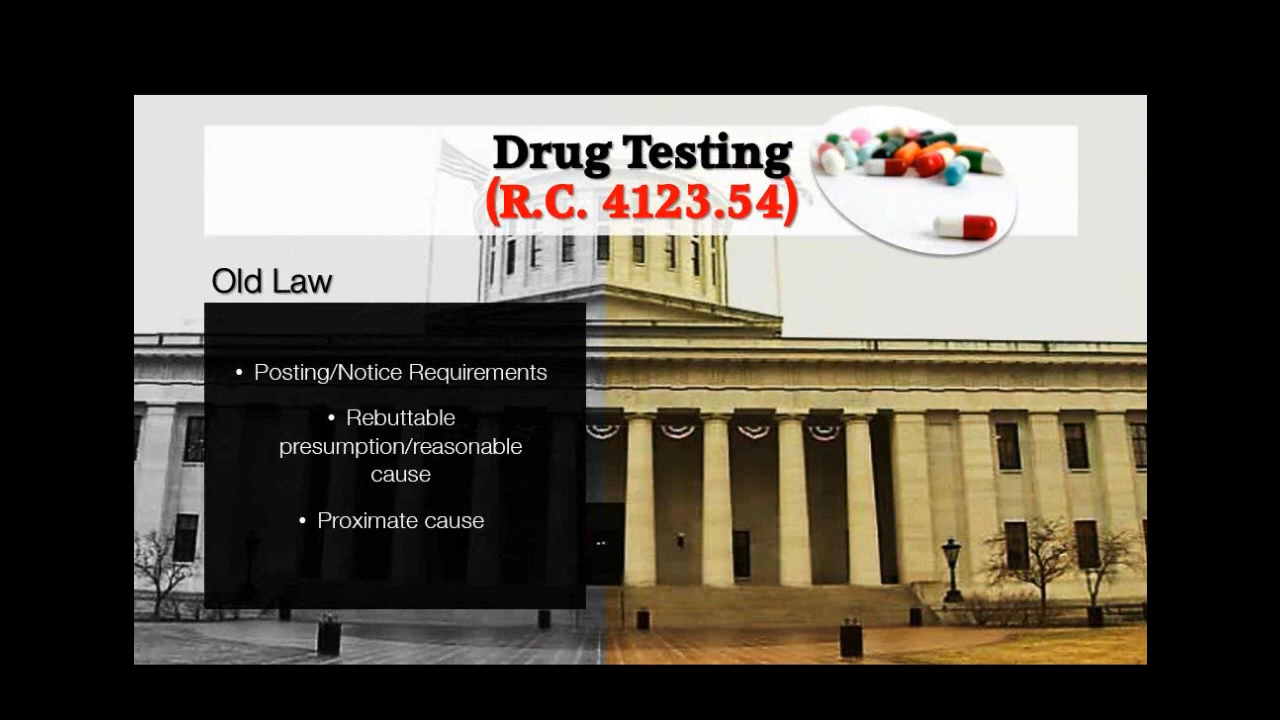 Drug Testing
(R.C. 4123.54)
Old Law
• Posting/Notice Requirements
• Rebuttable
presumption/reasonable
cause
• Proximate cause